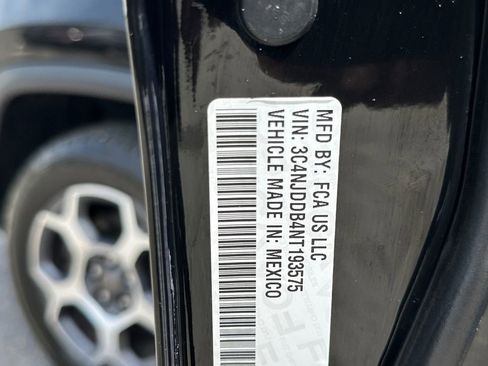 MFD BY: FCA US LLC
VIN: 3C4NJDDB4NT193575
VEHICLE MADE IN: MEXICO